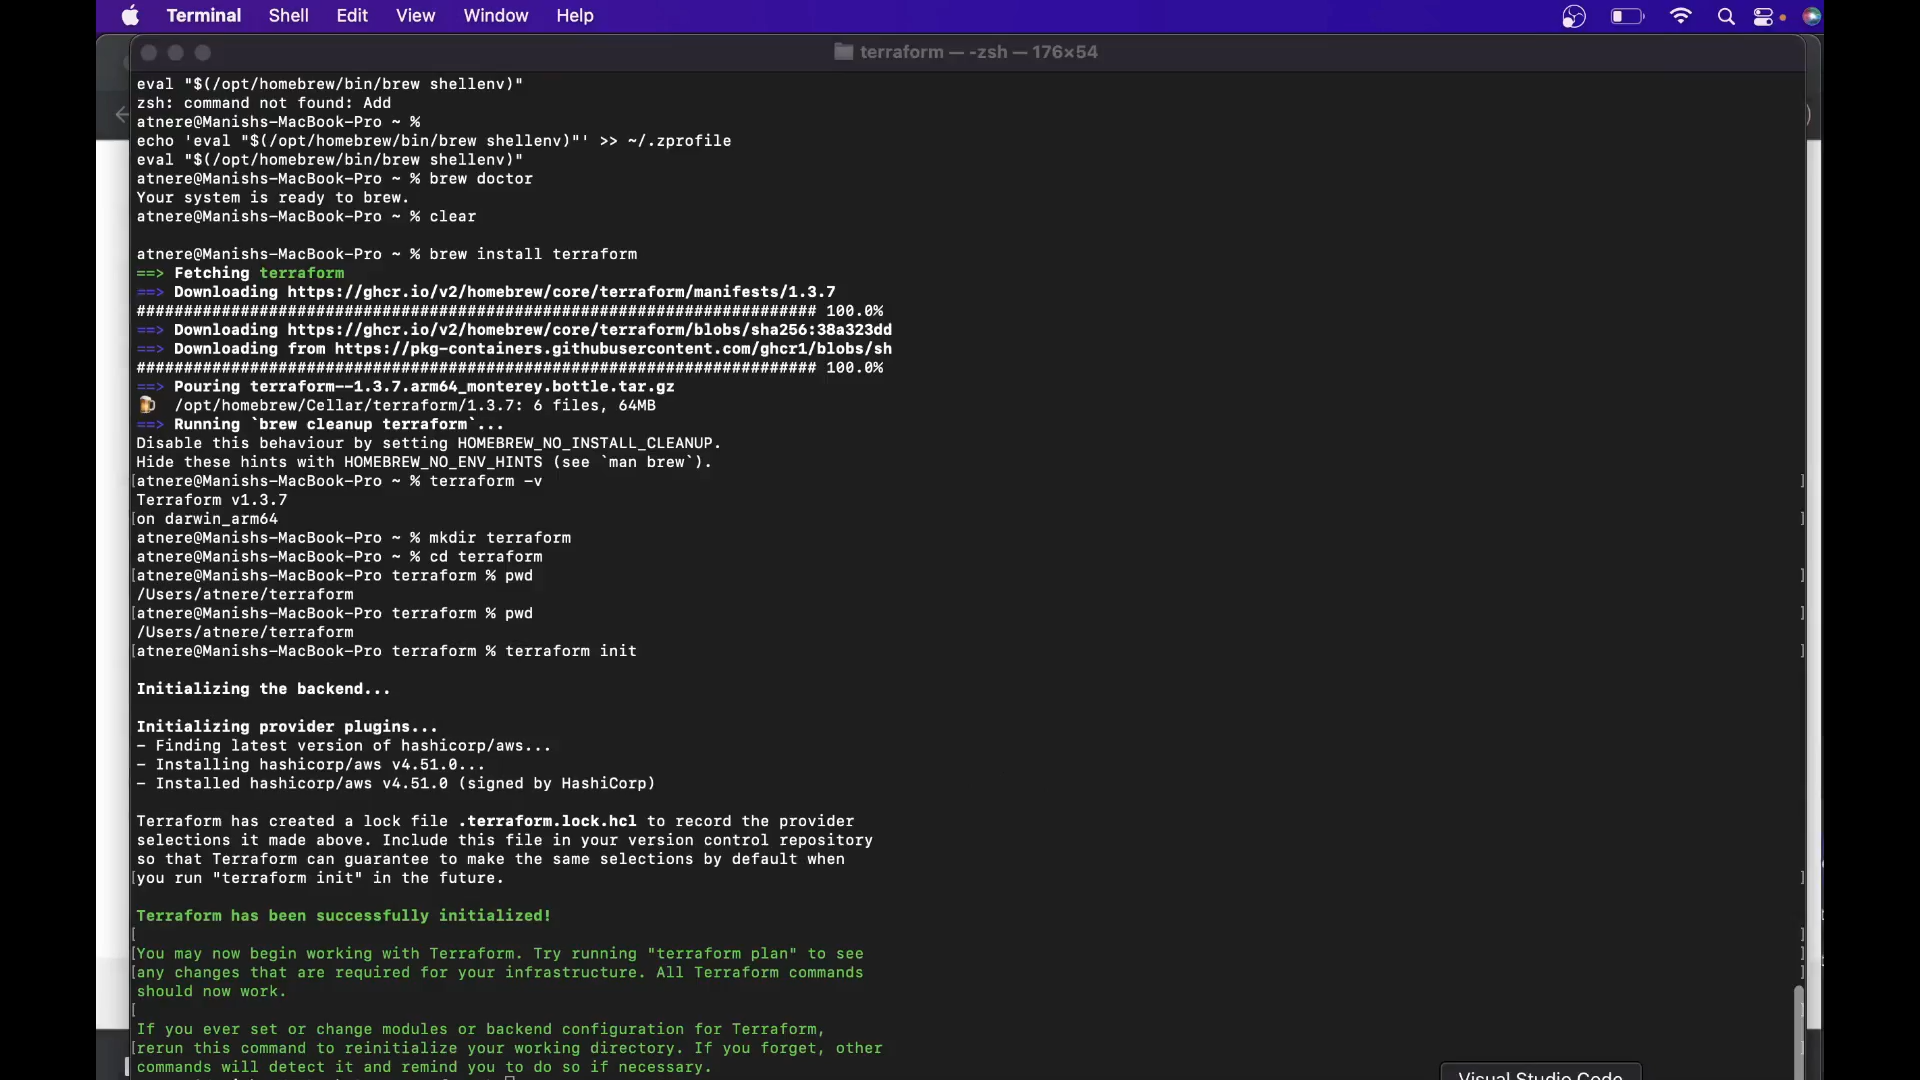 Terminal Shell Edit View Window Help
terraform — -zsh — 176×54
eval "$(/opt/homebrew/bin/brew shellenv)"
zsh: command not found: Add
atnere@Manishs-MacBook-Pro ~ %
echo 'eval "$(/opt/homebrew/bin/brew shellenv)"' >> ~/.zprofile
eval "$(/opt/homebrew/bin/brew shellenv)"
atnere@Manishs-MacBook-Pro ~ % brew doctor
Your system is ready to brew.
atnere@Manishs-MacBook-Pro ~ % clear
atnere@Manishs-MacBook-Pro ~ % brew install terraform
==> Fetching terraform
==> Downloading https://ghcr.io/v2/homebrew/core/terraform/manifests/1.3.7
######################################################################## 100.0%
==> Downloading https://ghcr.io/v2/homebrew/core/terraform/blobs/sha256:38a323dd
==> Downloading from https://pkg-containers.githubusercontent.com/ghcr1/blobs/sh
######################################################################## 100.0%
==> Pouring terraform--1.3.7.arm64_monterey.bottle.tar.gz
🍺 /opt/homebrew/Cellar/terraform/1.3.7: 6 files, 64MB
==> Running `brew cleanup terraform`...
Disable this behaviour by setting HOMEBREW_NO_INSTALL_CLEANUP.
Hide these hints with HOMEBREW_NO_ENV_HINTS (see `man brew`).
[atnere@Manishs-MacBook-Pro ~ % terraform -v ]
Terraform v1.3.7
[on darwin_arm64 ]
atnere@Manishs-MacBook-Pro ~ % mkdir terraform
atnere@Manishs-MacBook-Pro ~ % cd terraform
[atnere@Manishs-MacBook-Pro terraform % pwd ]
/Users/atnere/terraform
[atnere@Manishs-MacBook-Pro terraform % pwd ]
/Users/atnere/terraform
[atnere@Manishs-MacBook-Pro terraform % terraform init ]
Initializing the backend...
Initializing provider plugins...
- Finding latest version of hashicorp/aws...
- Installing hashicorp/aws v4.51.0...
- Installed hashicorp/aws v4.51.0 (signed by HashiCorp)
Terraform has created a lock file .terraform.lock.hcl to record the provider
selections it made above. Include this file in your version control repository
so that Terraform can guarantee to make the same selections by default when
[you run "terraform init" in the future. ]
Terraform has been successfully initialized!
[ ]
[You may now begin working with Terraform. Try running "terraform plan" to see ]
[any changes that are required for your infrastructure. All Terraform commands ]
should now work.
[ ]
If you ever set or change modules or backend configuration for Terraform,
[rerun this command to reinitialize your working directory. If you forget, other ]
commands will detect it and remind you to do so if necessary.
Visual Studio Code